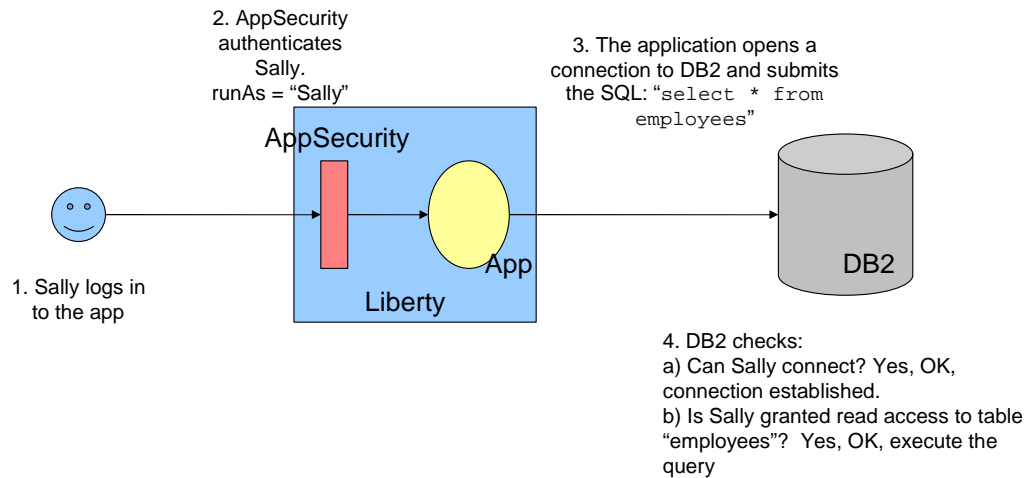 2. AppSecurity
authenticates
Sally.
runAs = “Sally”
3. The application opens a
connection to DB2 and submits
the SQL: “select * from
employees”
AppSecurity
App
Liberty
DB2
1. Sally logs in
to the app
4. DB2 checks:
a) Can Sally connect? Yes, OK,
connection established.
b) Is Sally granted read access to table
“employees”?  Yes, OK, execute the
query